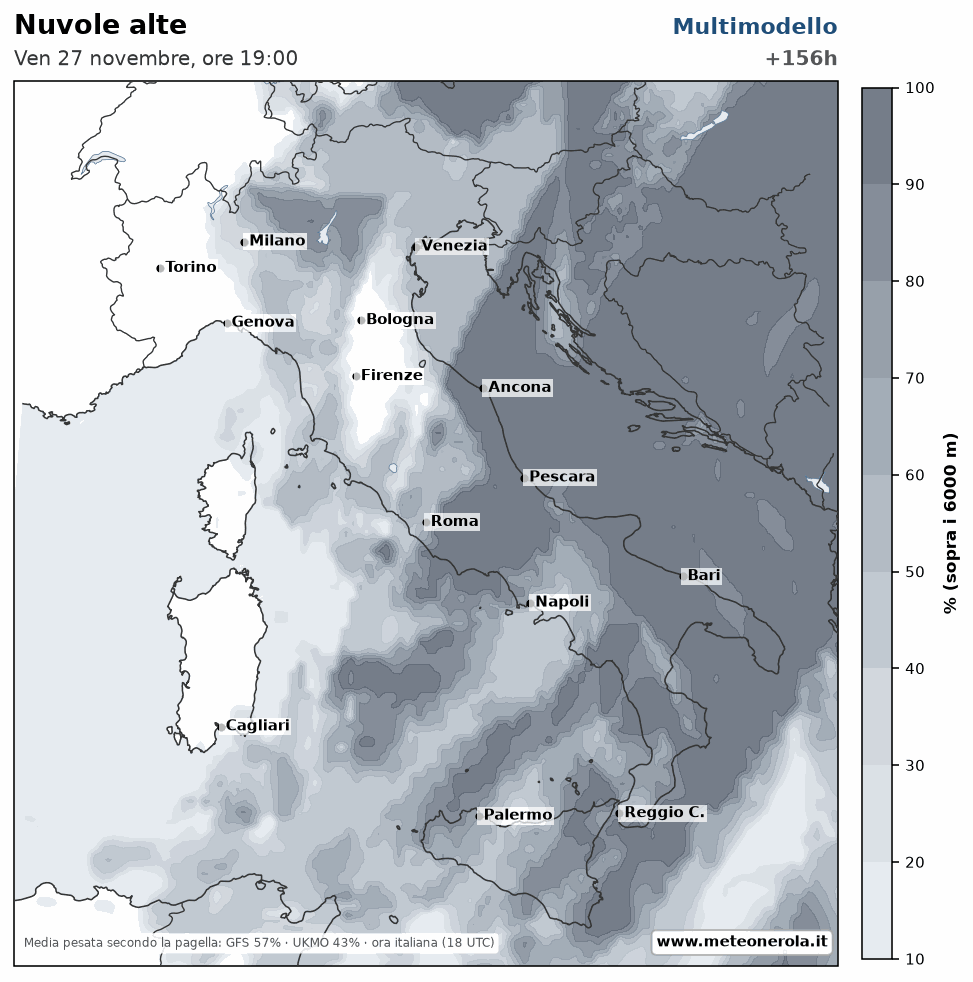 Nuvole alte
Multimodello
Ven 27 novembre, ore 19:00
+156h
Milano
Venezia
Torino
Genova
Bologna
Firenze
Ancona
Pescara
Roma
Bari
Napoli
Cagliari
Palermo
Reggio C.
Media pesata secondo la pagella: GFS 57% · UKMO 43% · ora italiana (18 UTC)
www.meteonerola.it
100
90
80
70
60
50
40
30
20
10
% (sopra i 6000 m)